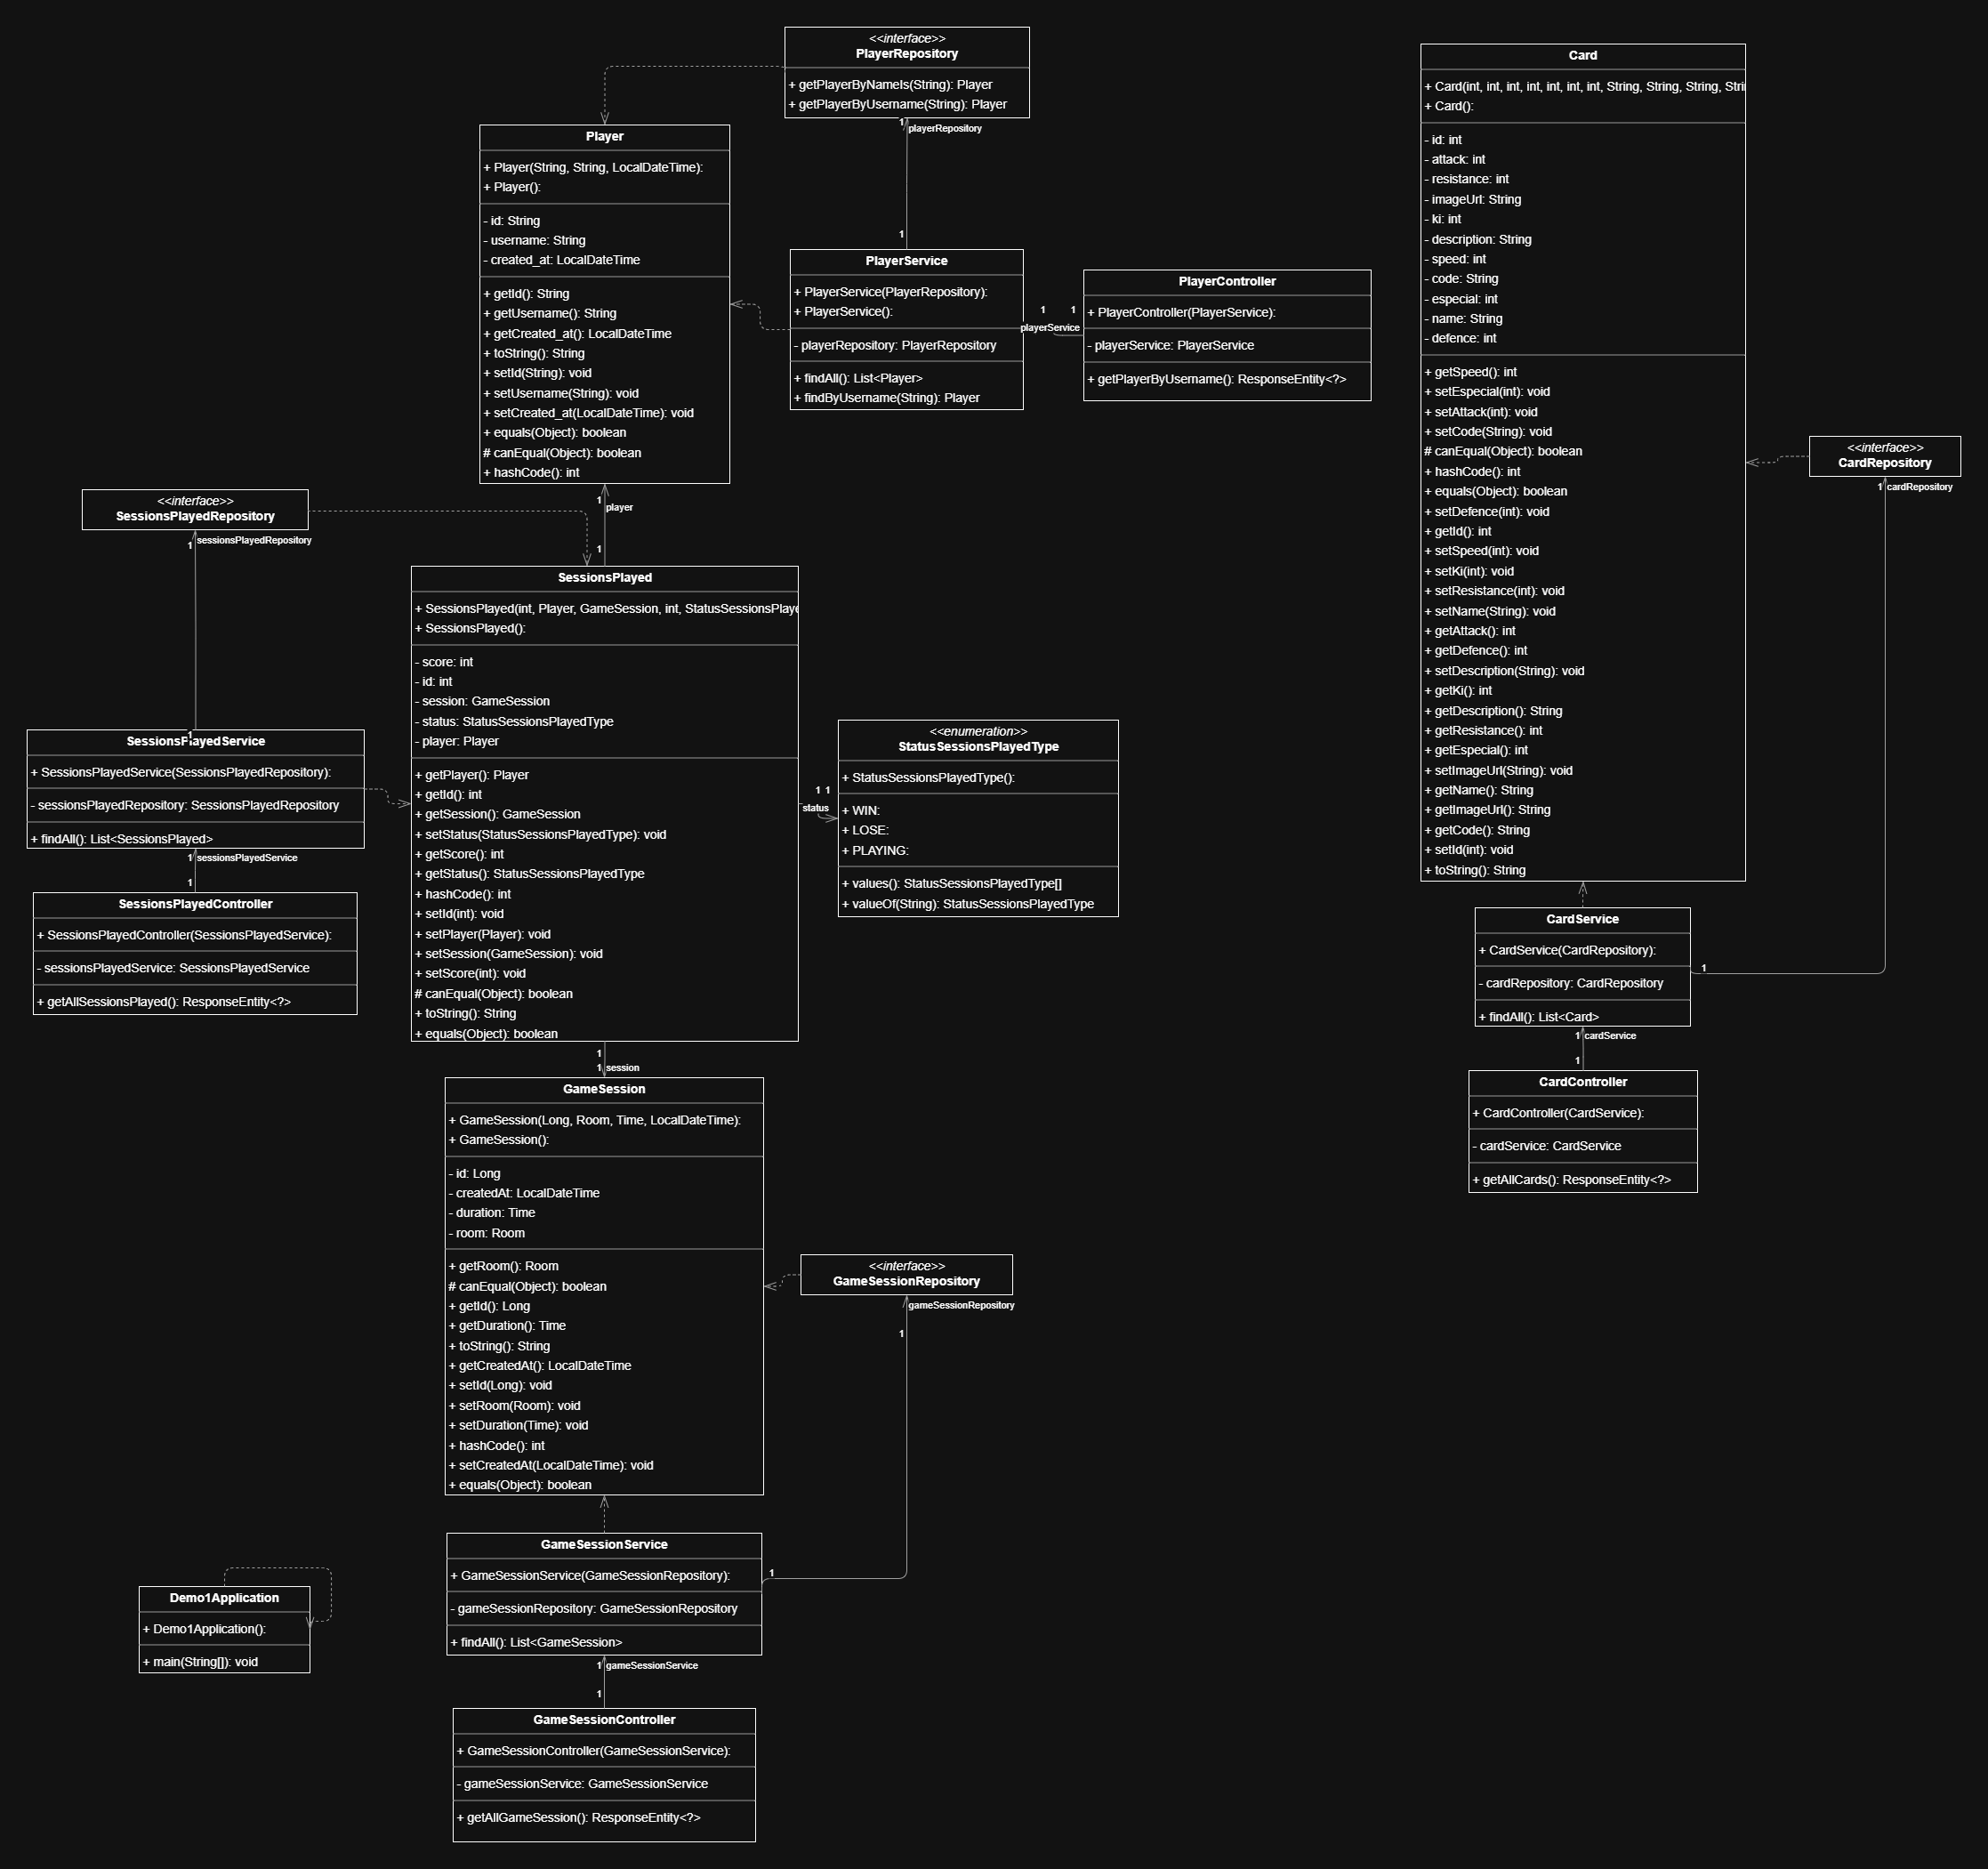 <<interface>>
PlayerRepository
+ getPlayerByNameIs(String): Player
+ getPlayerByUsername(String): Player
1
playerRepository
1
Player
+ Player(String, String, LocalDateTime):
+ Player():
- id: String
- username: String
- created_at: LocalDateTime
+ getId(): String
+ getUsername(): String
+ getCreated_at(): LocalDateTime
+ toString(): String
+ setId(String): void
+ setUsername(String): void
+ setCreated_at(LocalDateTime): void
+ equals(Object): boolean
# canEqual(Object): boolean
+ hashCode(): int
PlayerService
+ PlayerService(PlayerRepository):
+ PlayerService():
- playerRepository: PlayerRepository
+ findAll(): List<Player>
+ findByUsername(String): Player
1 1
playerService
PlayerController
+ PlayerController(PlayerService):
- playerService: PlayerService
+ getPlayerByUsername(): ResponseEntity<?>
Card
+ Card(int, int, int, int, int, int, int, String, String, String, Stri
+ Card():
- id: int
- attack: int
- resistance: int
- imageUrl: String
- ki: int
- description: String
- speed: int
- code: String
- especial: int
- name: String
- defence: int
+ getSpeed(): int
+ setEspecial(int): void
+ setAttack(int): void
+ setCode(String): void
# canEqual(Object): boolean
+ hashCode(): int
+ equals(Object): boolean
+ setDefence(int): void
+ getId(): int
+ setSpeed(int): void
+ setKi(int): void
+ setResistance(int): void
+ setName(String): void
+ getAttack(): int
+ getDefence(): int
+ setDescription(String): void
+ getKi(): int
+ getDescription(): String
+ getResistance(): int
+ getEspecial(): int
+ setImageUrl(String): void
+ getName(): String
+ getImageUrl(): String
+ getCode(): String
+ setId(int): void
+ toString(): String
<<interface>>
CardRepository
1 cardRepository
CardService
+ CardService(CardRepository):
- cardRepository: CardRepository
+ findAll(): List<Card>
1
1 cardService
1
CardController
+ CardController(CardService):
- cardService: CardService
+ getAllCards(): ResponseEntity<?>
1
player
1
<<interface>>
SessionsPlayedRepository
1 sessionsPlayedRepository
1
SessionsPlayedService
+ SessionsPlayedService(SessionsPlayedRepository):
- sessionsPlayedRepository: SessionsPlayedRepository
+ findAll(): List<SessionsPlayed>
1 sessionsPlayedService
1
SessionsPlayedController
+ SessionsPlayedController(SessionsPlayedService):
- sessionsPlayedService: SessionsPlayedService
+ getAllSessionsPlayed(): ResponseEntity<?>
SessionsPlayed
+ SessionsPlayed(int, Player, GameSession, int, StatusSessionsPlaye
+ SessionsPlayed():
- score: int
- id: int
- session: GameSession
- status: StatusSessionsPlayedType
- player: Player
+ getPlayer(): Player
+ getId(): int
+ getSession(): GameSession
+ setStatus(StatusSessionsPlayedType): void
+ getScore(): int
+ getStatus(): StatusSessionsPlayedType
+ hashCode(): int
+ setId(int): void
+ setPlayer(Player): void
+ setSession(GameSession): void
+ setScore(int): void
# canEqual(Object): boolean
+ toString(): String
+ equals(Object): boolean
1 1
status
<<enumeration>>
StatusSessionsPlayedType
+ StatusSessionsPlayedType():
+ WIN:
+ LOSE:
+ PLAYING:
+ values(): StatusSessionsPlayedType[]
+ valueOf(String): StatusSessionsPlayedType
1
1 session
GameSession
+ GameSession(Long, Room, Time, LocalDateTime):
+ GameSession():
- id: Long
- createdAt: LocalDateTime
- duration: Time
- room: Room
+ getRoom(): Room
# canEqual(Object): boolean
+ getId(): Long
+ getDuration(): Time
+ toString(): String
+ getCreatedAt(): LocalDateTime
+ setId(Long): void
+ setRoom(Room): void
+ setDuration(Time): void
+ hashCode(): int
+ setCreatedAt(LocalDateTime): void
+ equals(Object): boolean
<<interface>>
GameSessionRepository
gameSessionRepository
1
GameSessionService
+ GameSessionService(GameSessionRepository):
- gameSessionRepository: GameSessionRepository
+ findAll(): List<GameSession>
1
1 gameSessionService
1
GameSessionController
+ GameSessionController(GameSessionService):
- gameSessionService: GameSessionService
+ getAllGameSession(): ResponseEntity<?>
Demo1Application
+ Demo1Application():
+ main(String[]): void